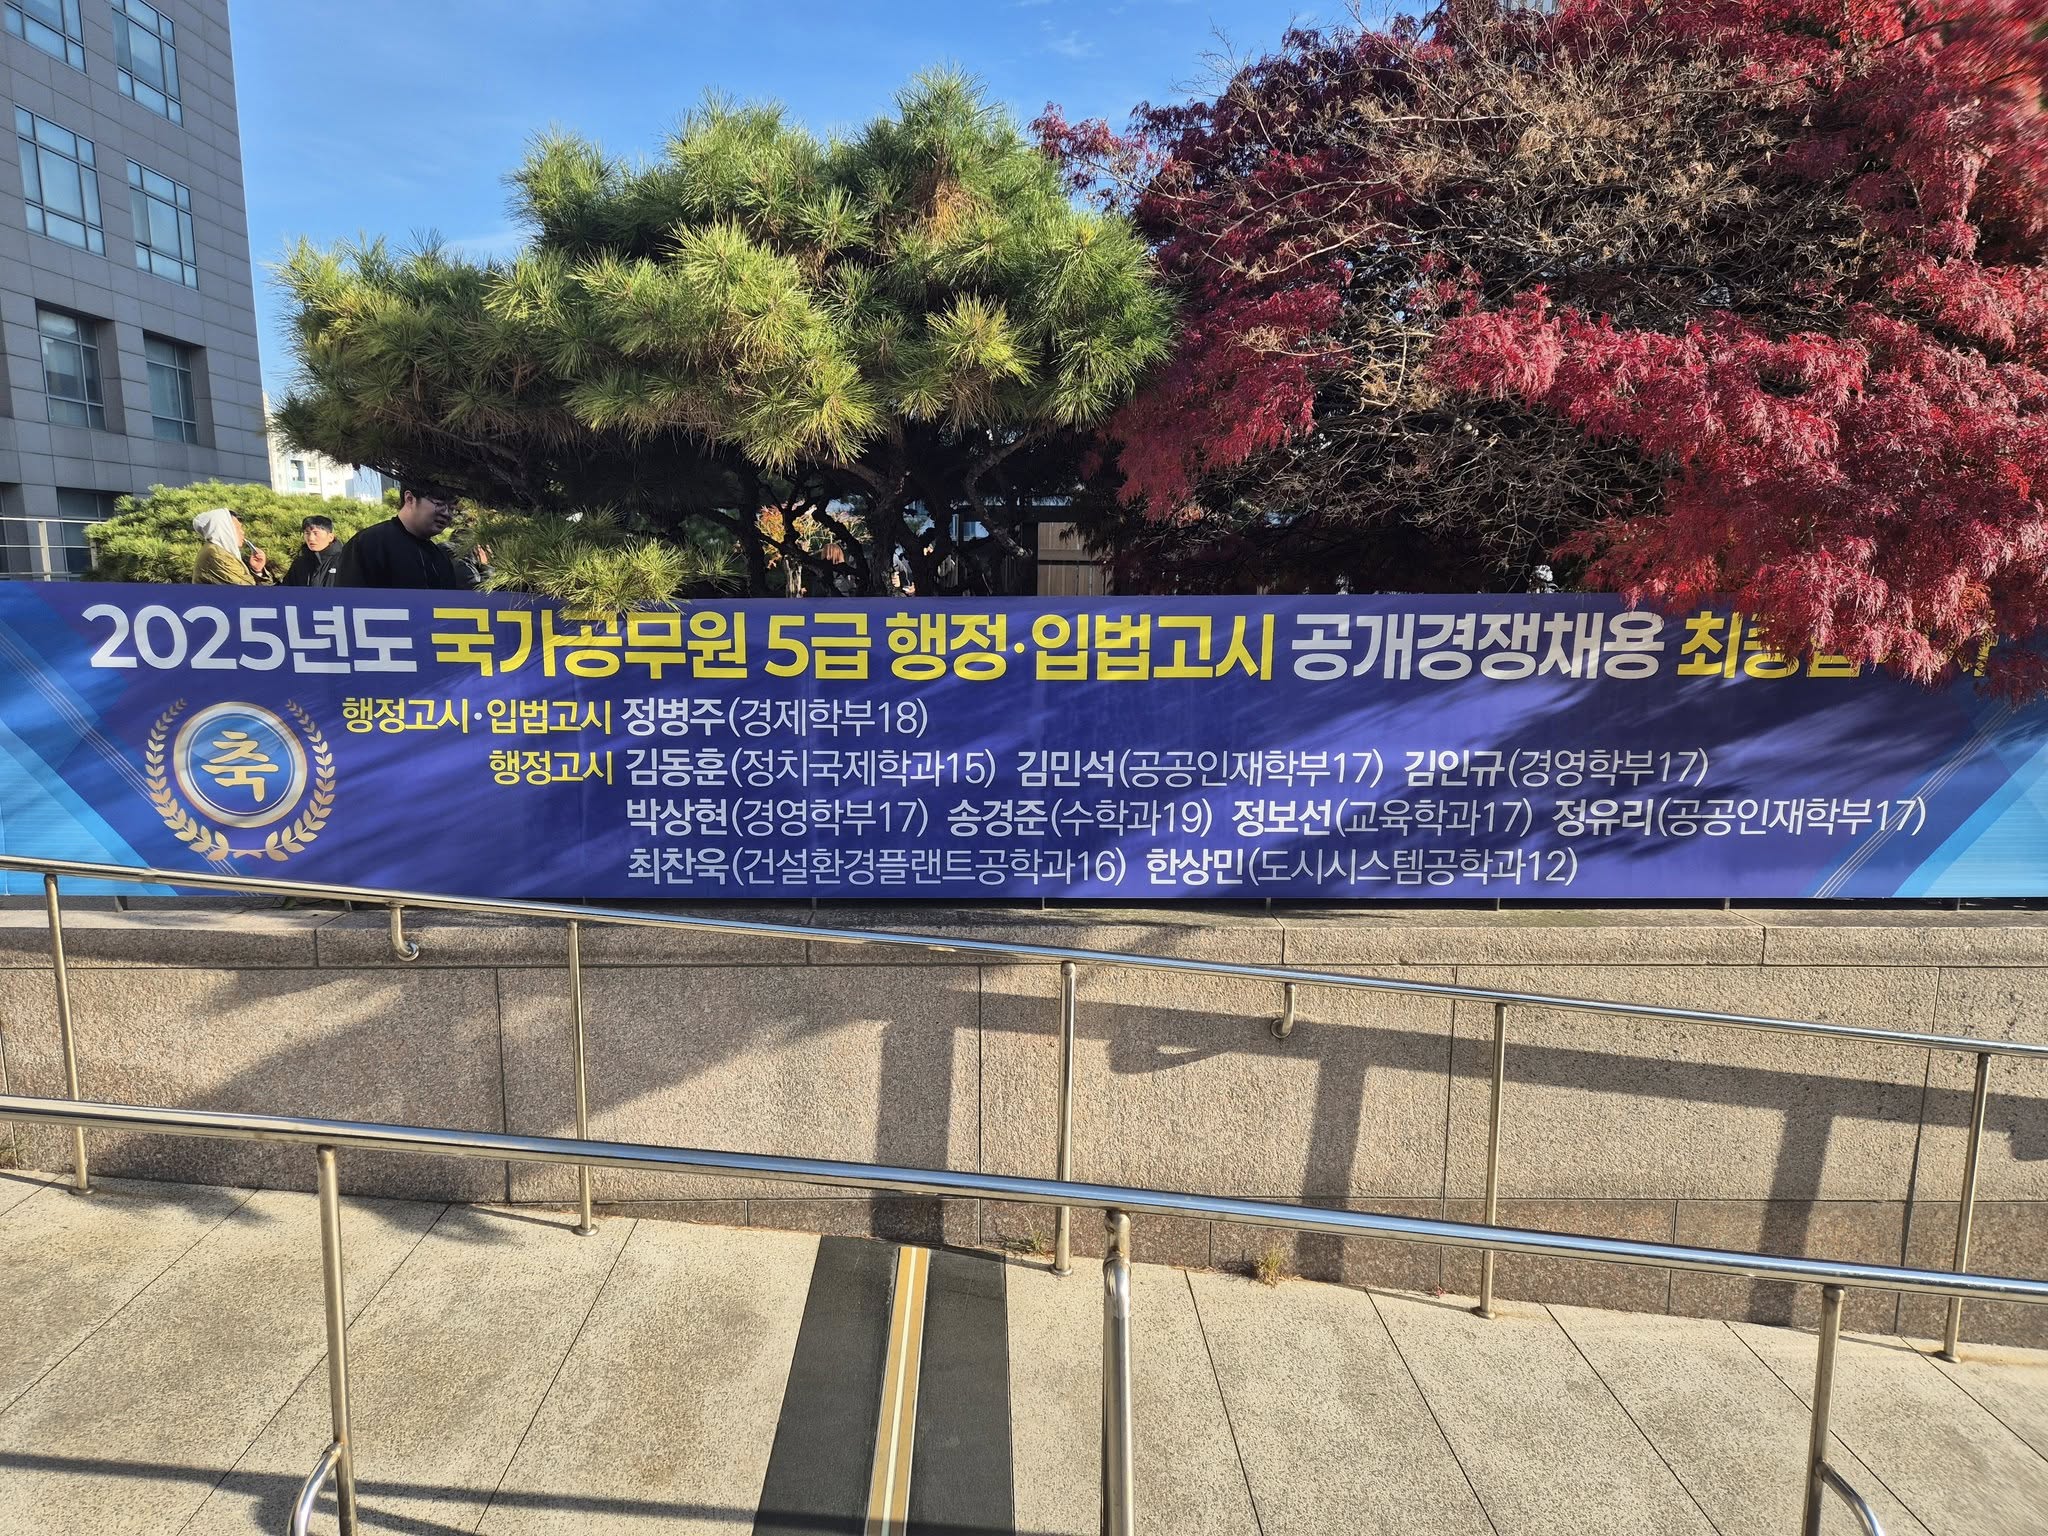 2025년도 국가공무원 5급 행정·입법고시 공개경쟁채용
축
행정고시·입법고시 정병주(경제학부18)
행정고시 김동훈(정치국제학과15) 김민석(공공인재학부17) 김인규(경영학부17)
박상현(경영학부17) 송경준(수학과19) 정보선(교육학과17) 정유리(공공인재학부17)
최찬욱(건설환경플랜트공학과16) 한상민(도시시스템공학과12)